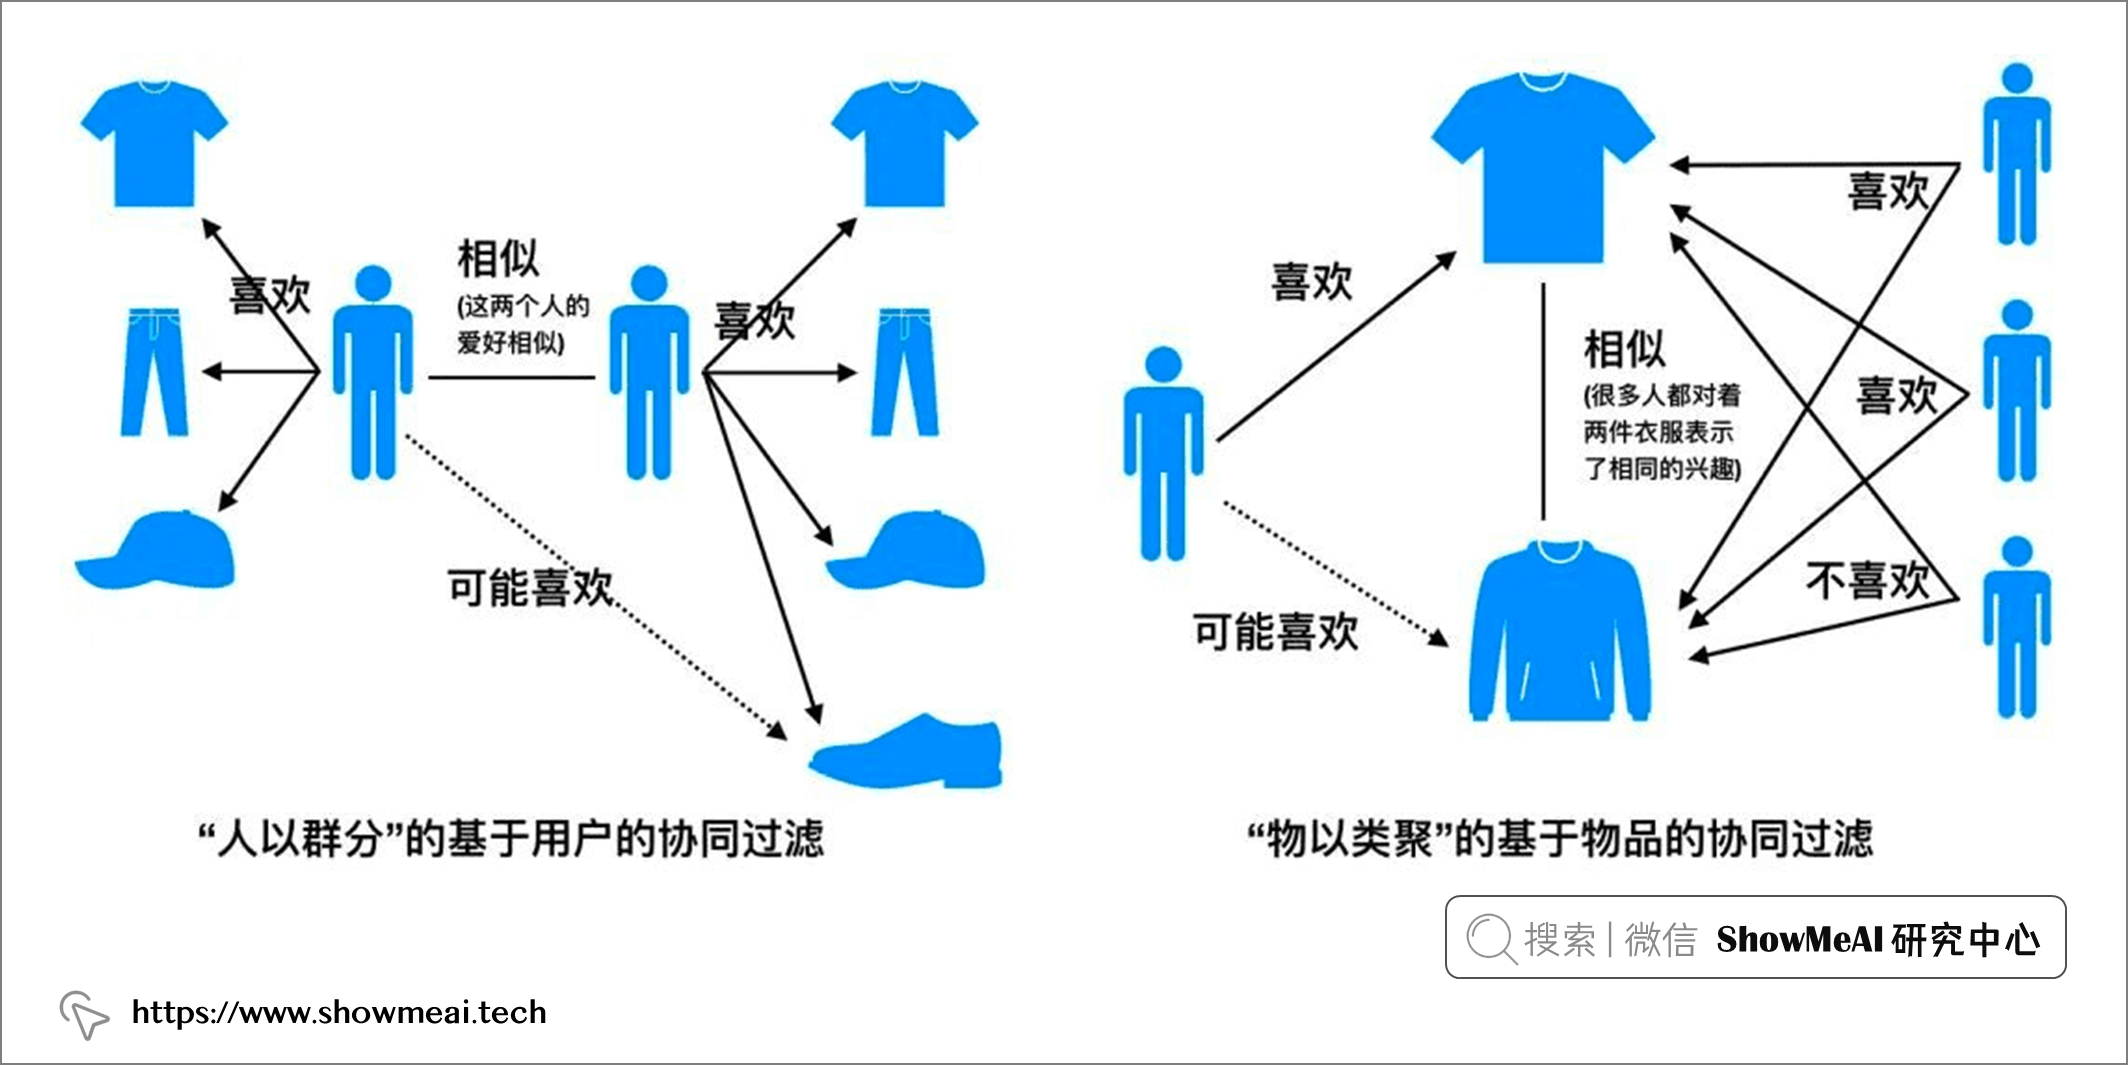 喜欢
相似
(这两个人的
爱好相似)
喜欢
可能喜欢
“人以群分”的基于用户的协同过滤
喜欢
喜欢
相似
(很多人都对着
两件衣服表示
了相同的兴趣)
喜欢
不喜欢
可能喜欢
“物以类聚”的基于物品的协同过滤
搜索|微信 ShowMeAI 研究中心
https://www.showmeai.tech